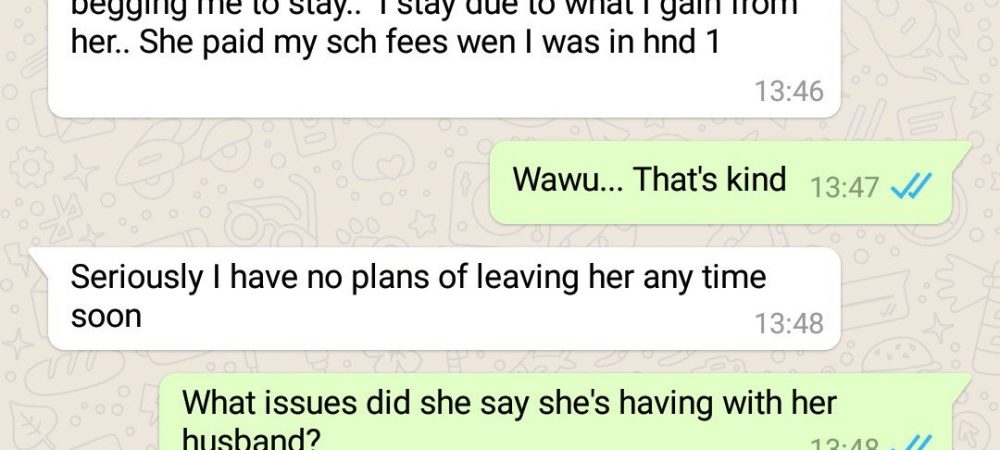 begging me to stay.. I stay due to what I gain from
her.. She paid my sch fees wen I was in hnd 1
13:46
Wawu... That's kind 13:47
Seriously I have no plans of leaving her any time
soon
13:48
What issues did she say she's having with her
husband?
13:48